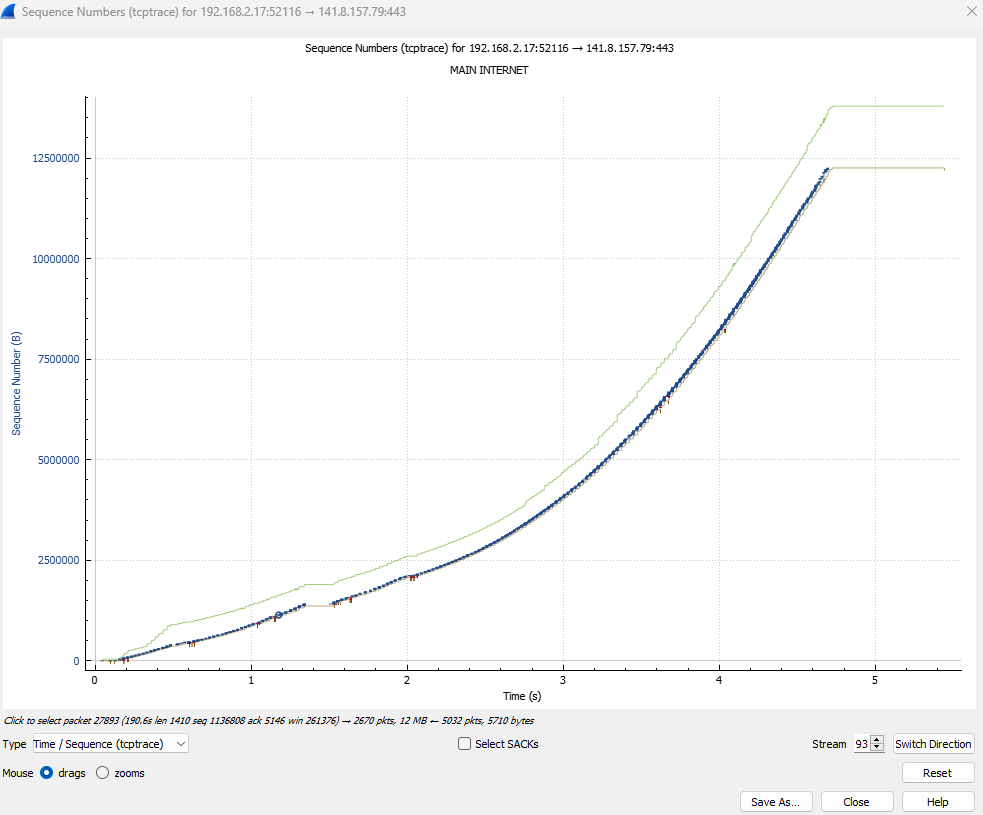 Sequence Numbers (tcptrace) for 192.168.2.17:52116 → 141.8.157.79:443
Sequence Numbers (tcptrace) for 192.168.2.17:52116 → 141.8.157.79:443
MAIN INTERNET
12500000
10000000
7500000
5000000
2500000
0
Sequence Number (B)
0 1 2 3 4 5
Time (s)
Click to select packet 27893 (190.6s len 1410 seq 1136808 ack 5146 win 261376) → 2670 pkts, 12 MB ← 5032 pkts, 5710 bytes
Type Time / Sequence (tcptrace) Select SACKs Stream 93 Switch Direction
Mouse drags zooms Reset
Save As... Close Help